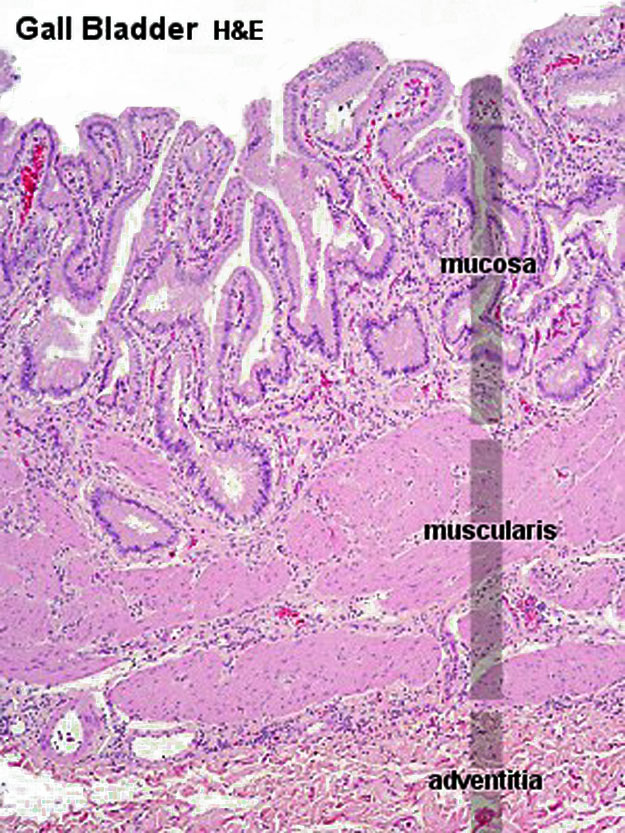 Gall Bladder H&E
mucosa
muscularis
adventitia